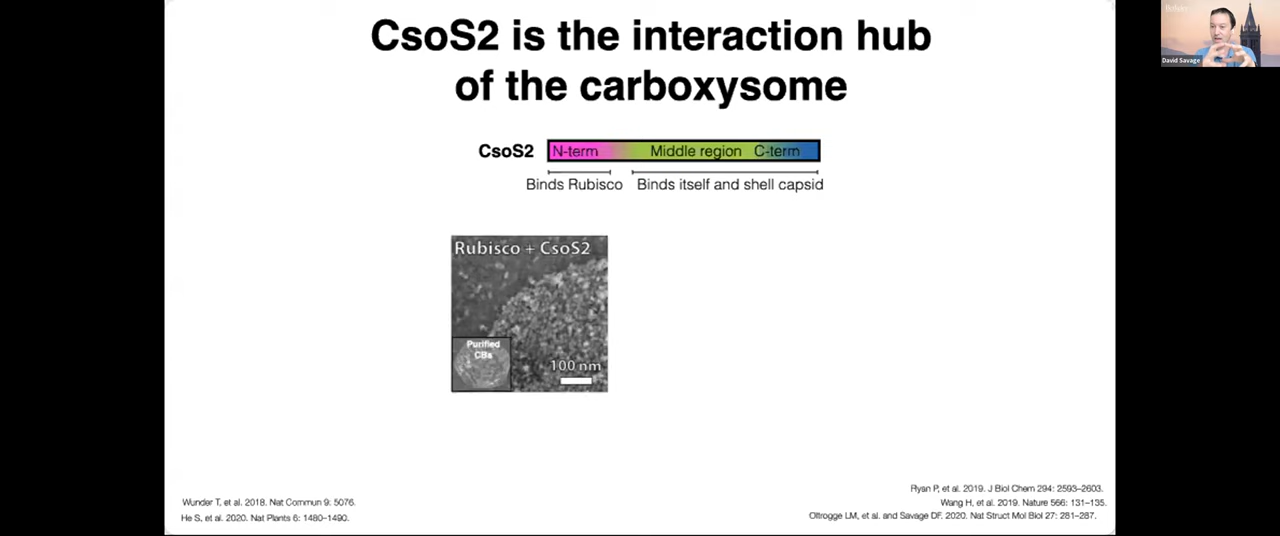 CsoS2 is the interaction hub
of the carboxysome
CsoS2
N-term Middle region C-term
Binds Rubisco Binds itself and shell capsid
Rubisco + CsoS2
Purified
CBs
100 nm
Wunder T, et al. 2018. Nat Commun 9: 5076.
He S, et al. 2020. Nat Plants 6: 1480–1490.
Ryan P, et al. 2019. J Biol Chem 294: 2593–2603.
Wang H, et al. 2019. Nature 566: 131–135.
Oltrogge LM, et al. and Savage DF. 2020. Nat Struct Mol Biol 27: 281–287.
David Savage